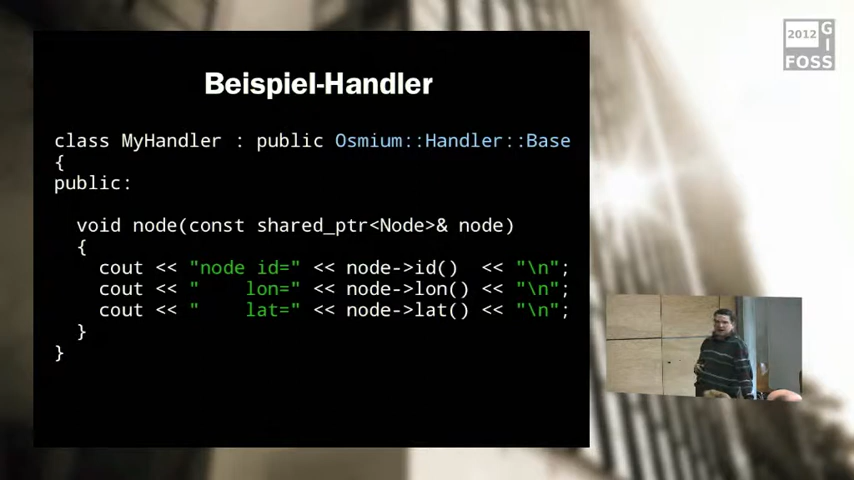 Beispiel-Handler
class MyHandler : public Osmium::Handler::Base
{
public:
  void node(const shared_ptr<Node>& node)
  {
    cout << "node id=" << node->id()  << "\n";
    cout << "    lon=" << node->lon() << "\n";
    cout << "    lat=" << node->lat() << "\n";
  }
}
2012 G
I
FOSS